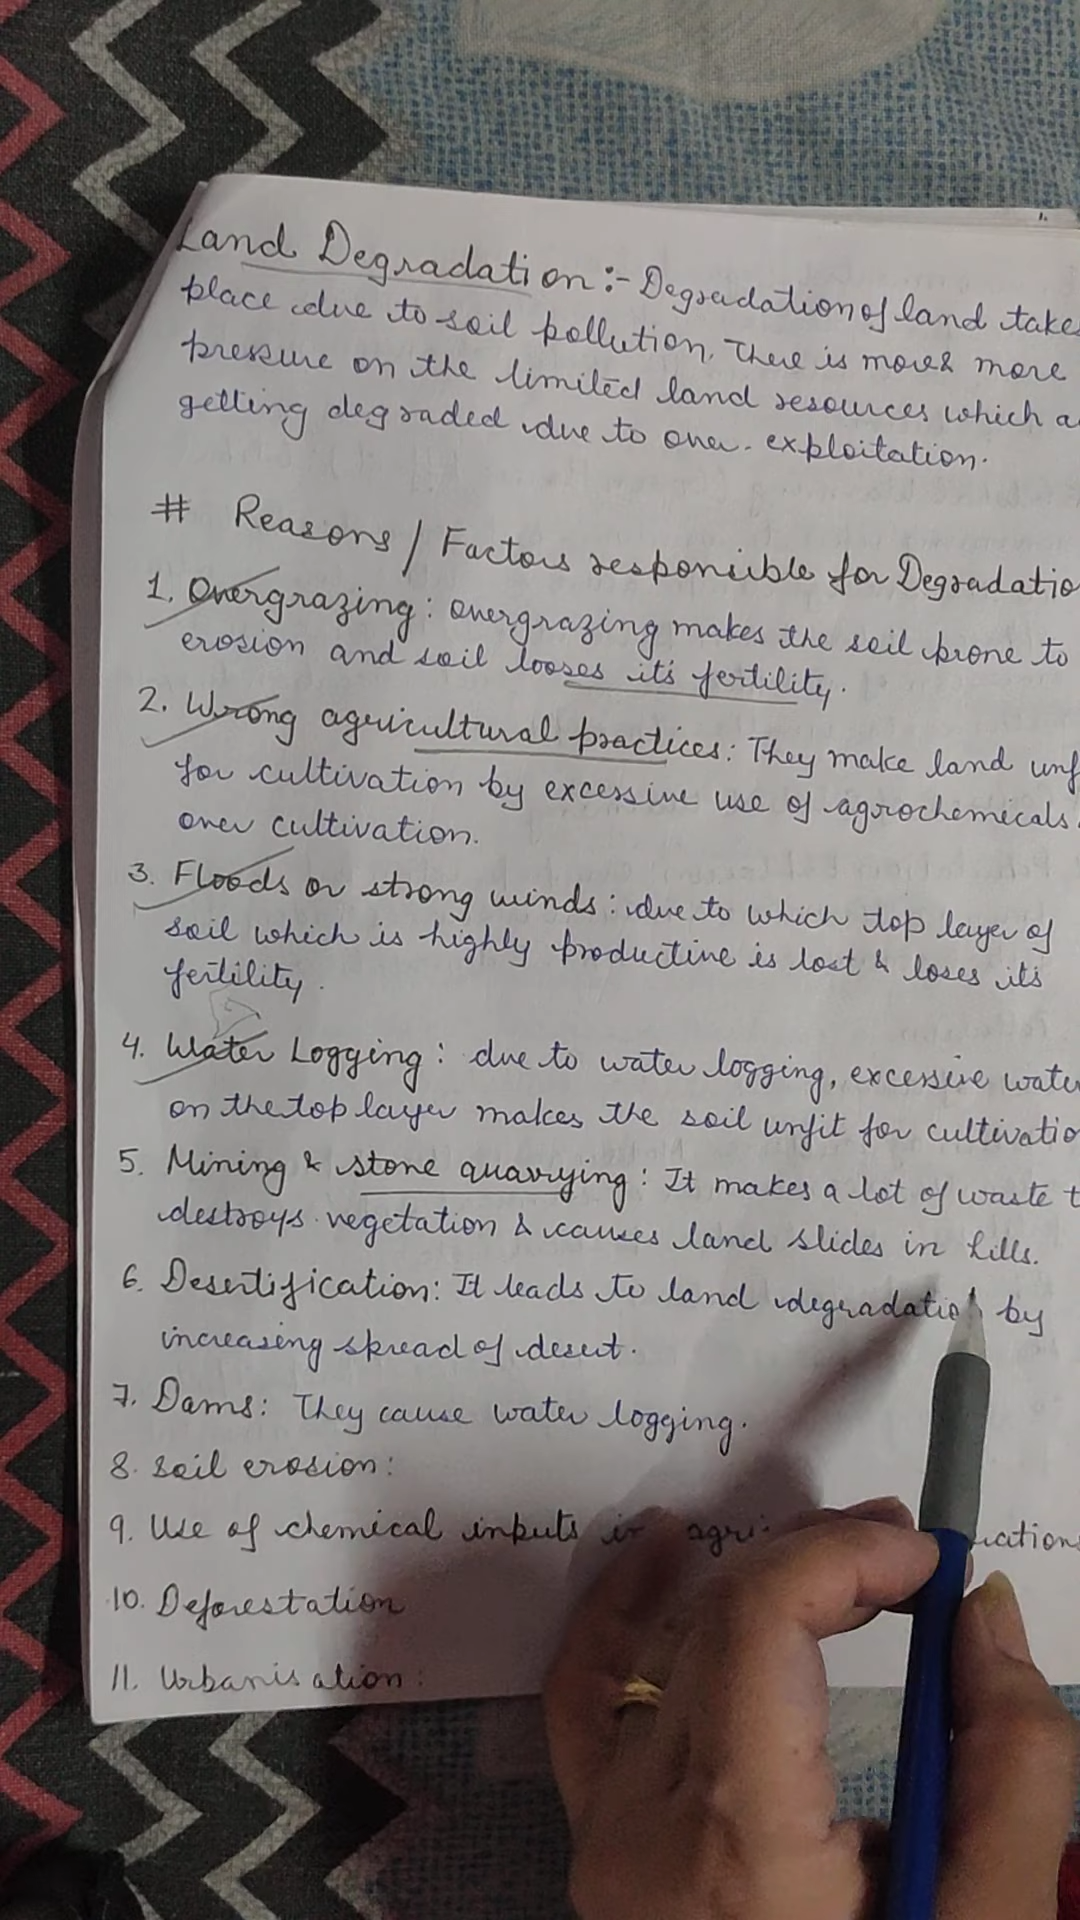 Land Degradation :- Degradation of land takes
place due to soil pollution. There is more & more
pressure on the limited land resources which a
getting degraded due to over-exploitation.
# Reasons / Factors responsible for Degradatio
1. Overgrazing : overgrazing makes the soil prone to
erosion and soil looses its fertility.
2. Wrong agricultural practices : They make land unf
for cultivation by excessive use of agrochemicals
over cultivation.
3. Floods or strong winds : due to which top layer of
soil which is highly productive is lost & loses its
fertility.
4. Water Logging : due to water logging, excessive water
on the top layer makes the soil unfit for cultivatio
5. Mining & stone quarrying : It makes a lot of waste t
destroys vegetation & causes land slides in hills.
6. Desertification : It leads to land degradation by
increasing spread of desert.
7. Dams : They cause water logging.
8. Soil erosion :
9. Use of chemical inputs in agri
10. Deforestation
11. Urbanisation :